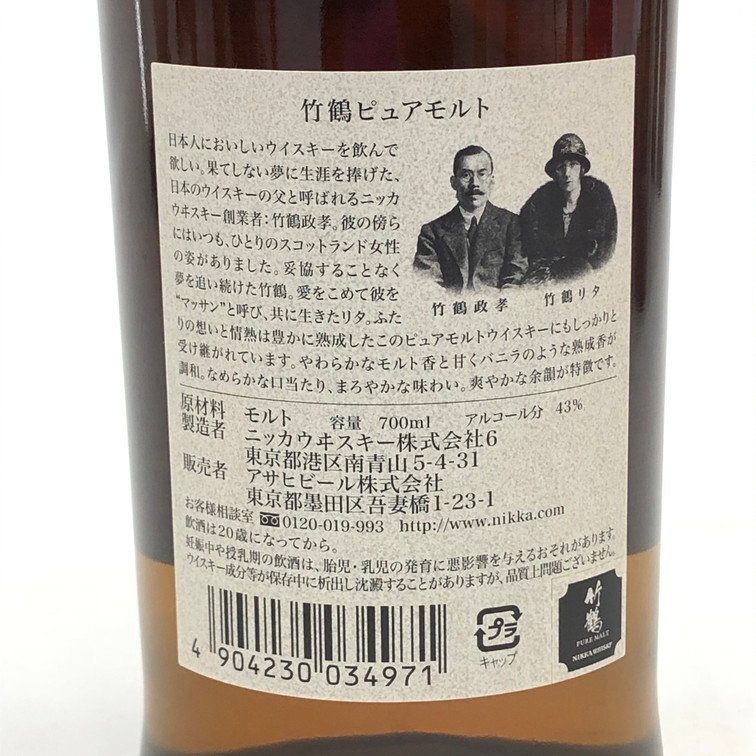 竹鶴ピュアモルト
日本人においしいウイスキーを飲んで
欲しい。果てしない夢に生涯を捧げた、
日本のウイスキーの父と呼ばれるニッカ
ウヰスキー創業者：竹鶴政孝。彼の傍ら
にはいつも、ひとりのスコットランド女性
の姿がありました。妥協することなく
夢を追い続けた竹鶴。愛をこめて彼を
“マッサン”と呼び、共に生きたリタ。ふた
りの想いと情熱は豊かに熟成したこのピュアモルトウイスキーにもしっかりと
受け継がれています。やわらかなモルト香と甘くバニラのような熟成香が
調和。なめらかな口当たり、まろやかな味わい。爽やかな余韻が特徴です。
竹鶴政孝 竹鶴リタ
原材料 モルト 容量 700ml アルコール分 43%
製造者 ニッカウヰスキー株式会社6
東京都港区南青山5-4-31
販売者 アサヒビール株式会社
東京都墨田区吾妻橋1-23-1
お客様相談室 0120-019-993 http://www.nikka.com
飲酒は20歳になってから。
妊娠中や授乳期の飲酒は、胎児・乳児の発育に悪影響を与えるおそれがあります。
ウイスキー成分等が保存中に析出し沈澱することがありますが、品質上問題ございません。
4 904230 034971
プラ
キャップ
竹鶴
PURE MALT
NIKKA WHISKY